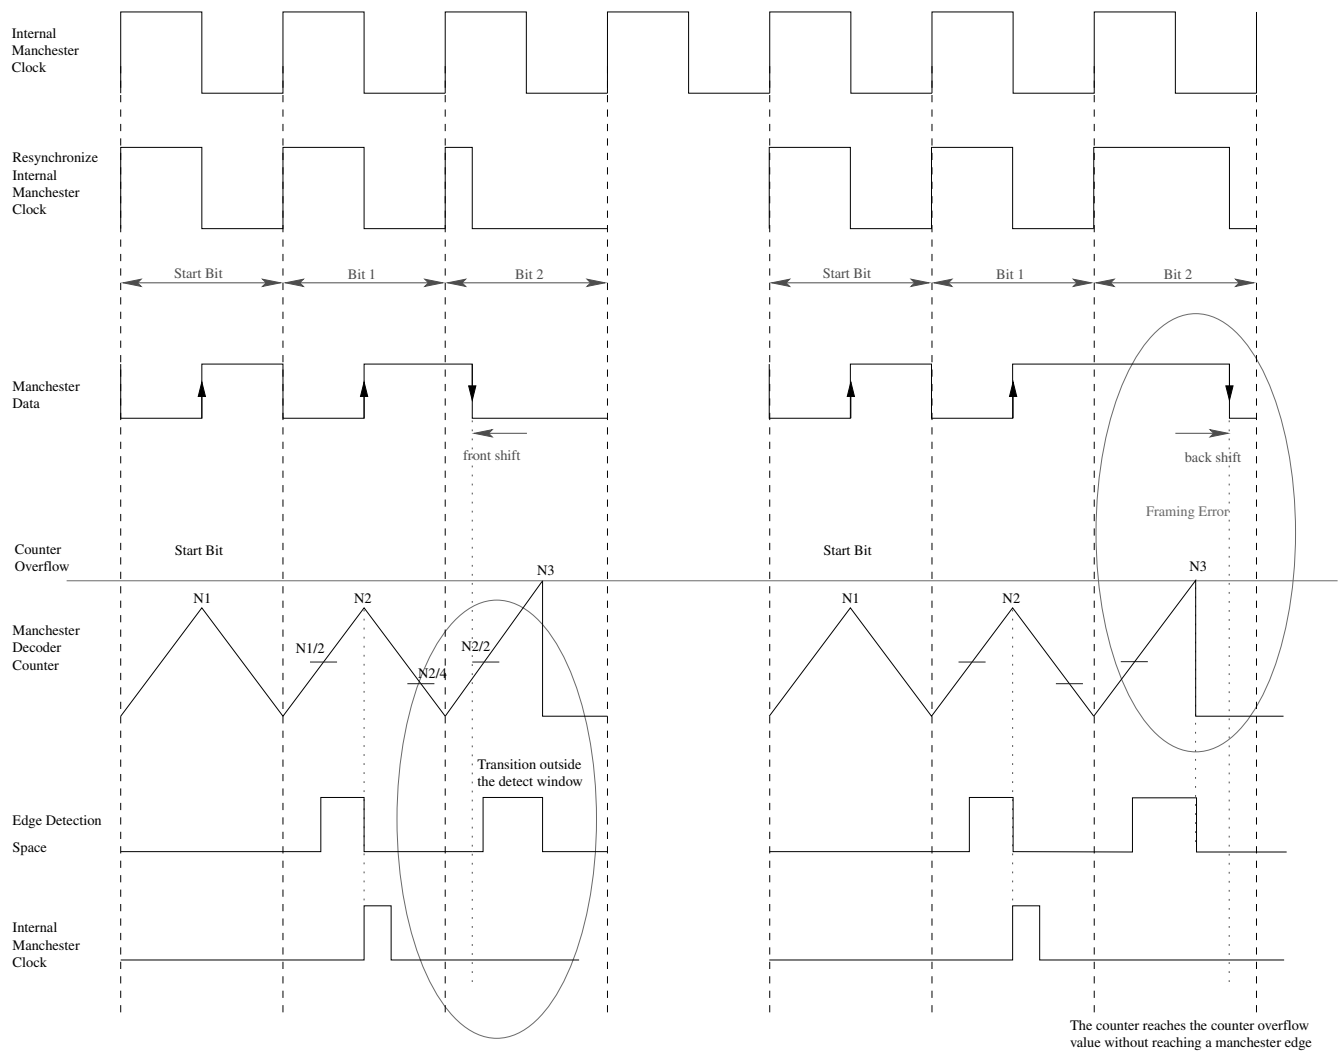 Internal
Manchester
Clock
Resynchronize
Internal
Manchester
Clock
Start Bit
Bit 1
Bit 2
Start Bit
Bit 1
Bit 2
Manchester
Data
front shift
back shift
Framing Error
Counter
Overflow
Start Bit
Start Bit
N3
N3
N1
N2
N1
N2
Manchester
Decoder
Counter
N1/2
N2/4
N2/2
Transition outside
the detect window
Edge Detection
Space
Internal
Manchester
Clock
The counter reaches the counter overflow
value without reaching a manchester edge